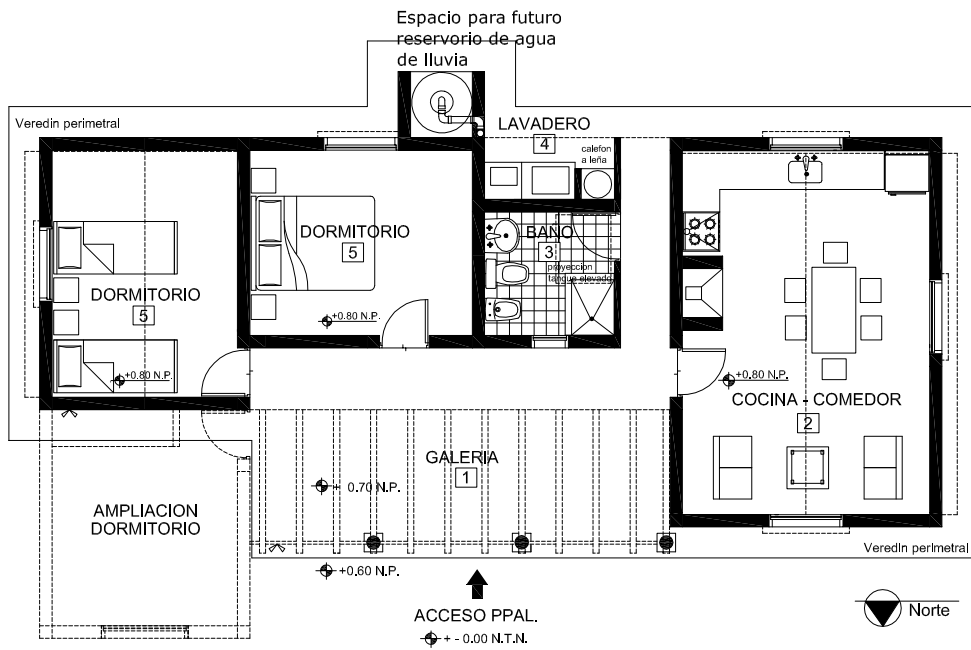 Espacio para futuro
reservorio de agua
de lluvia
Veredin perimetral
LAVADERO
4
calefon
a leña
DORMITORIO
5
BAÑO
3
proyeccion
tanque elevado
DORMITORIO
5
+0.80 N.P.
+0.80 N.P.
+0.80 N.P.
COCINA - COMEDOR
2
GALERIA
1
+ 0.70 N.P.
AMPLIACION
DORMITORIO
Veredin perimetral
+0.60 N.P.
ACCESO PPAL.
+ - 0.00 N.T.N.
Norte